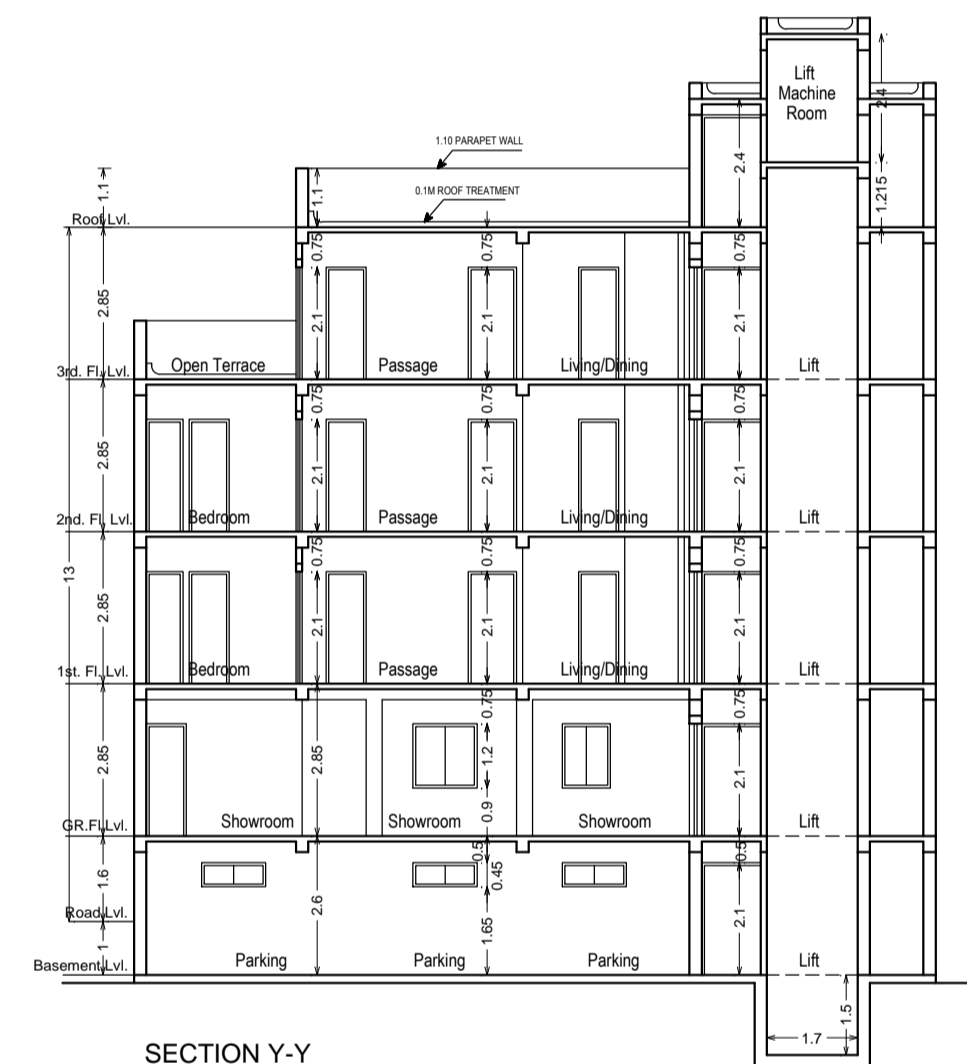 Lift
Machine
Room
2.4
1.10 PARAPET WALL
2.4
0.1M ROOF TREATMENT
1.1
1.1
1.215
Roof Lvl.
0.75
0.75
0.75
2.85
2.1
2.1
2.1
3rd. Fl. Lvl.
Open Terrace
Passage
Living/Dining
Lift
0.75
0.75
0.75
2.85
2.1
2.1
2.1
2nd. Fl. Lvl.
Bedroom
Passage
Living/Dining
Lift
13
0.75
0.75
0.75
2.85
2.1
2.1
2.1
1st. Fl. Lvl.
Bedroom
Passage
Living/Dining
Lift
0.75
0.75
2.85
2.85
1.2
2.1
0.9
GR.Fl.Lvl.
Showroom
Showroom
Showroom
Lift
0.5
0.5
1.6
0.45
2.6
2.1
Road Lvl.
1.65
1
Basement Lvl.
Parking
Parking
Parking
Lift
1.5
1.7
SECTION Y-Y